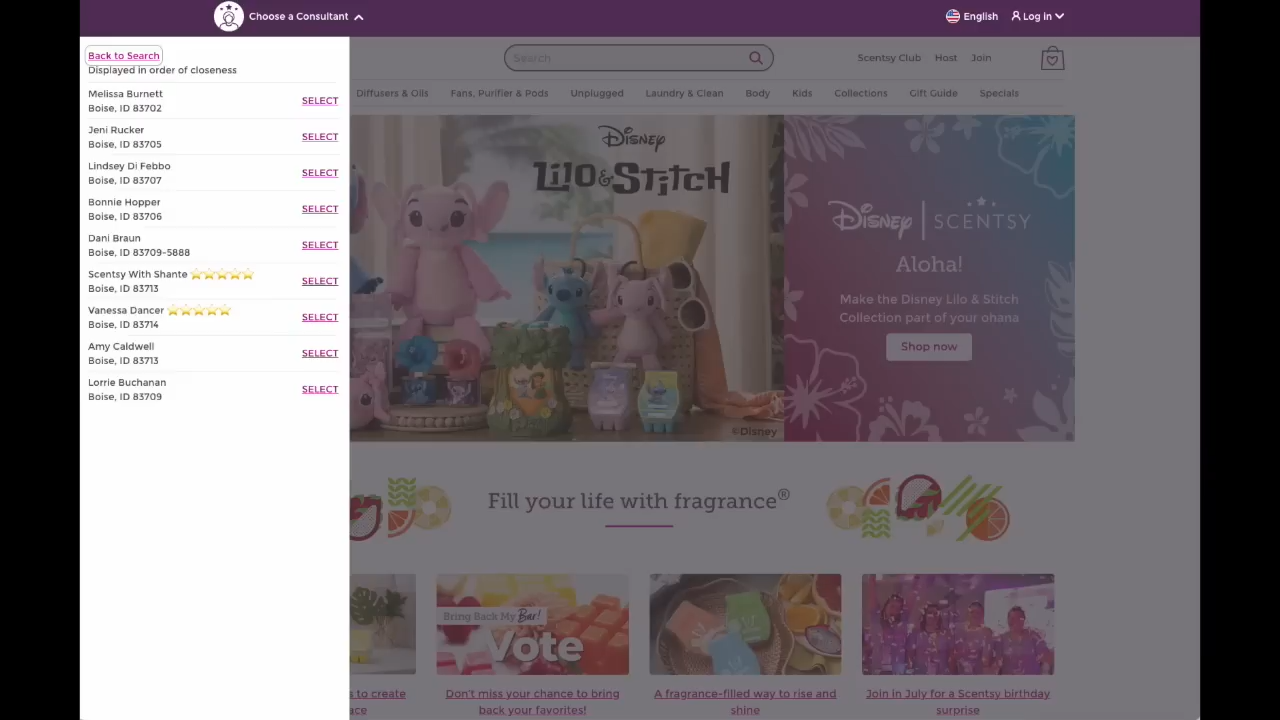 Choose a Consultant
English
Log in
Back to Search
Displayed in order of closeness
Melissa Burnett
Boise, ID 83702
SELECT
Jeni Rucker
Boise, ID 83705
SELECT
Lindsey Di Febbo
Boise, ID 83707
SELECT
Bonnie Hopper
Boise, ID 83706
SELECT
Dani Braun
Boise, ID 83709-5888
SELECT
Scentsy With Shante ⭐⭐⭐⭐⭐
Boise, ID 83713
SELECT
Vanessa Dancer ⭐⭐⭐⭐⭐
Boise, ID 83714
SELECT
Amy Caldwell
Boise, ID 83713
SELECT
Lorrie Buchanan
Boise, ID 83709
SELECT
Search
Scentsy Club
Host
Join
Diffusers & Oils
Fans, Purifier & Pods
Unplugged
Laundry & Clean
Body
Kids
Collections
Gift Guide
Specials
Disney
Lilo & Stitch
©Disney
Disney | SCENTSY
Aloha!
Make the Disney Lilo & Stitch
Collection part of your ohana
Shop now
Fill your life with fragrance®
Bring Back My Bar!
Vote
s to create
ace
Don't miss your chance to bring
back your favorites!
A fragrance-filled way to rise and
shine
Join in July for a Scentsy birthday
surprise